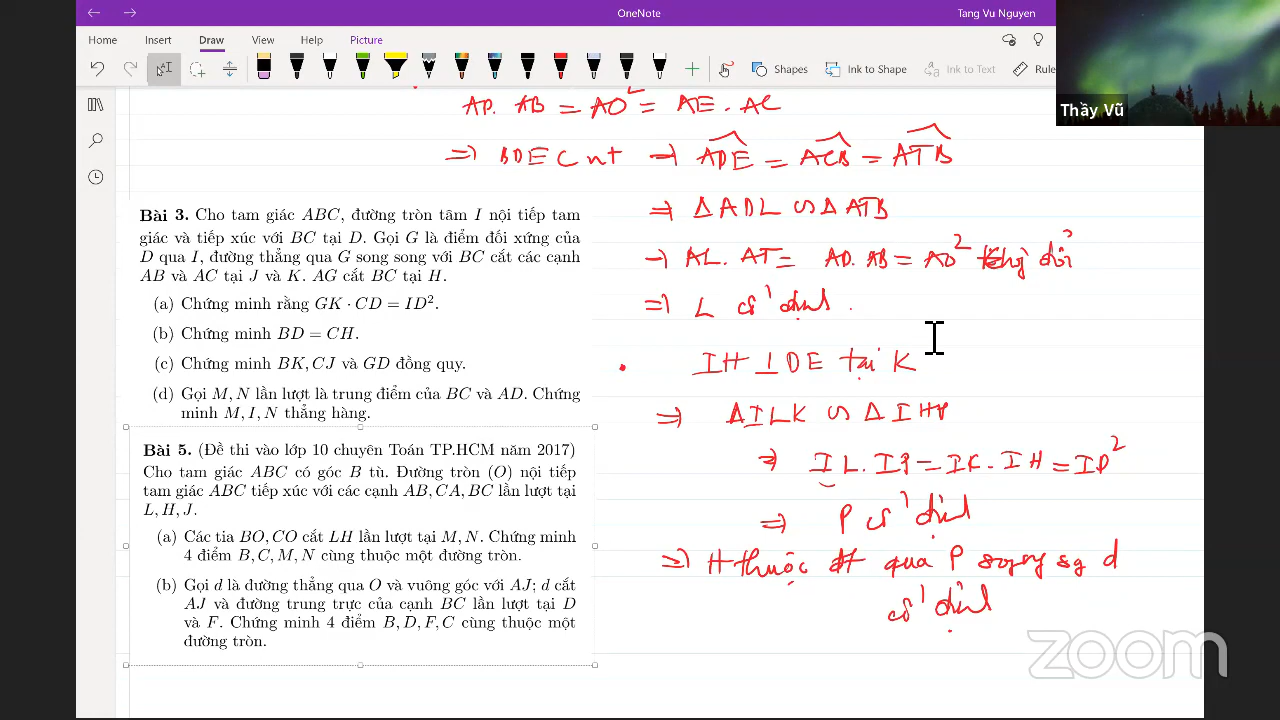 OneNote
Tang Vu Nguyen
Home Insert Draw View Help Picture
Shapes Ink to Shape Ink to Text Rule
Thầy Vũ
AD. AB = AO² = AE. AC
=> BDEC nt => ADE = ACB = ATB
=> Δ ADL ∽ Δ ATB
→ AL. AT = AD. AB = AO² không đổi
=> L cố định.
IH ⊥ DE tại K
=> Δ ILK ∽ Δ IHP
=> IL. IP = IK. IH = ID²
=> P cố định
=> H thuộc đt qua P song sg d
cố định
Bài 3. Cho tam giác ABC, đường tròn tâm I nội tiếp tam
giác và tiếp xúc với BC tại D. Gọi G là điểm đối xứng của
D qua I, đường thẳng qua G song song với BC cắt các cạnh
AB và AC tại J và K. AG cắt BC tại H.
(a) Chứng minh rằng GK · CD = ID².
(b) Chứng minh BD = CH.
(c) Chứng minh BK, CJ và GD đồng quy.
(d) Gọi M, N lần lượt là trung điểm của BC và AD. Chứng
minh M, I, N thẳng hàng.
Bài 5. (Đề thi vào lớp 10 chuyên Toán TP.HCM năm 2017)
Cho tam giác ABC có góc B tù. Đường tròn (O) nội tiếp
tam giác ABC tiếp xúc với các cạnh AB, CA, BC lần lượt tại
L, H, J.
(a) Các tia BO, CO cắt LH lần lượt tại M, N. Chứng minh
4 điểm B, C, M, N cùng thuộc một đường tròn.
(b) Gọi d là đường thẳng qua O và vuông góc với AJ; d cắt
AJ và đường trung trực của cạnh BC lần lượt tại D
và F. Chứng minh 4 điểm B, D, F, C cùng thuộc một
đường tròn.
zoom